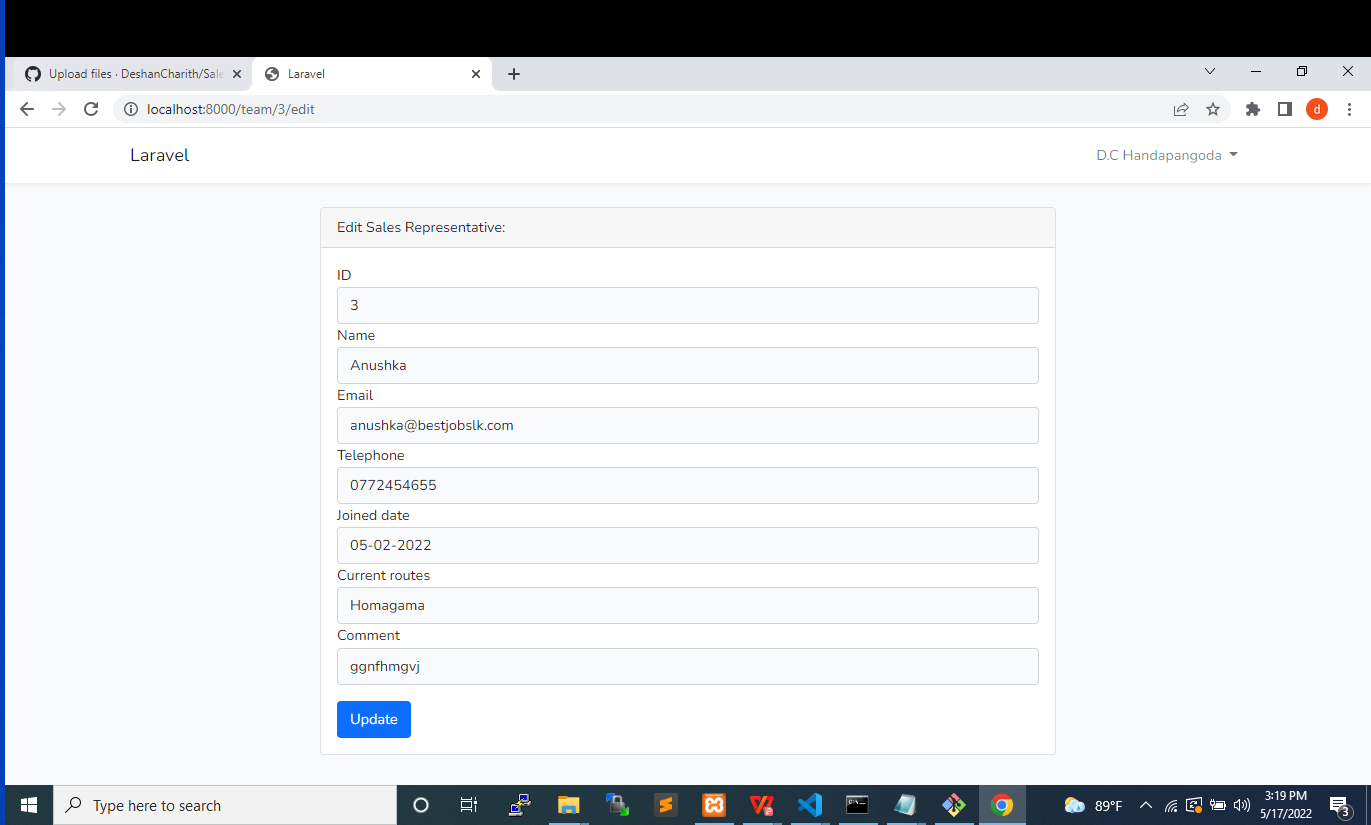 Upload files · DeshanCharith/Sale
Laravel
localhost:8000/team/3/edit
d
Laravel
D.C Handapangoda
Edit Sales Representative:
ID
3
Name
Anushka
Email
anushka@bestjobslk.com
Telephone
0772454655
Joined date
05-02-2022
Current routes
Homagama
Comment
ggnfhmgvj
Update
Type here to search
89°F
3:19 PM
5/17/2022
3